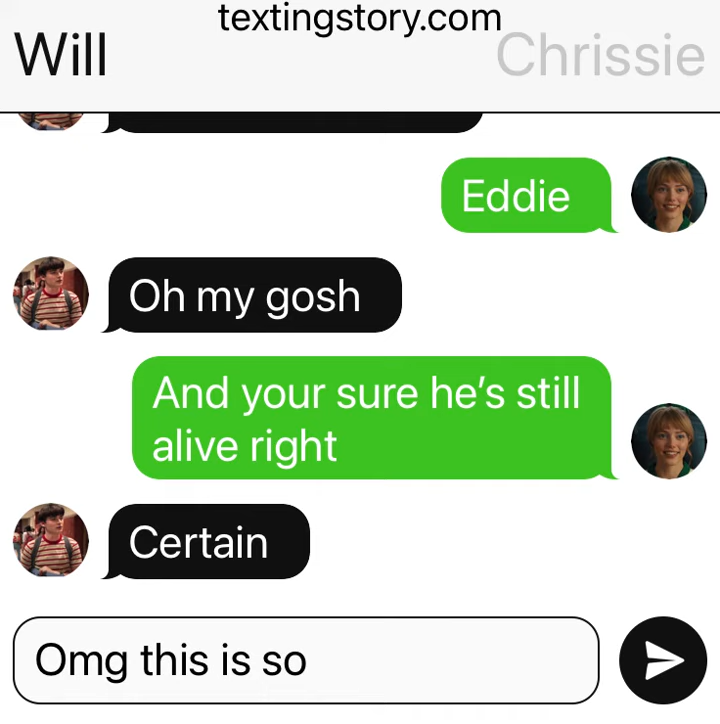 textingstory.com
Will
Chrissie
Eddie
Oh my gosh
And your sure he’s still
alive right
Certain
Omg this is so